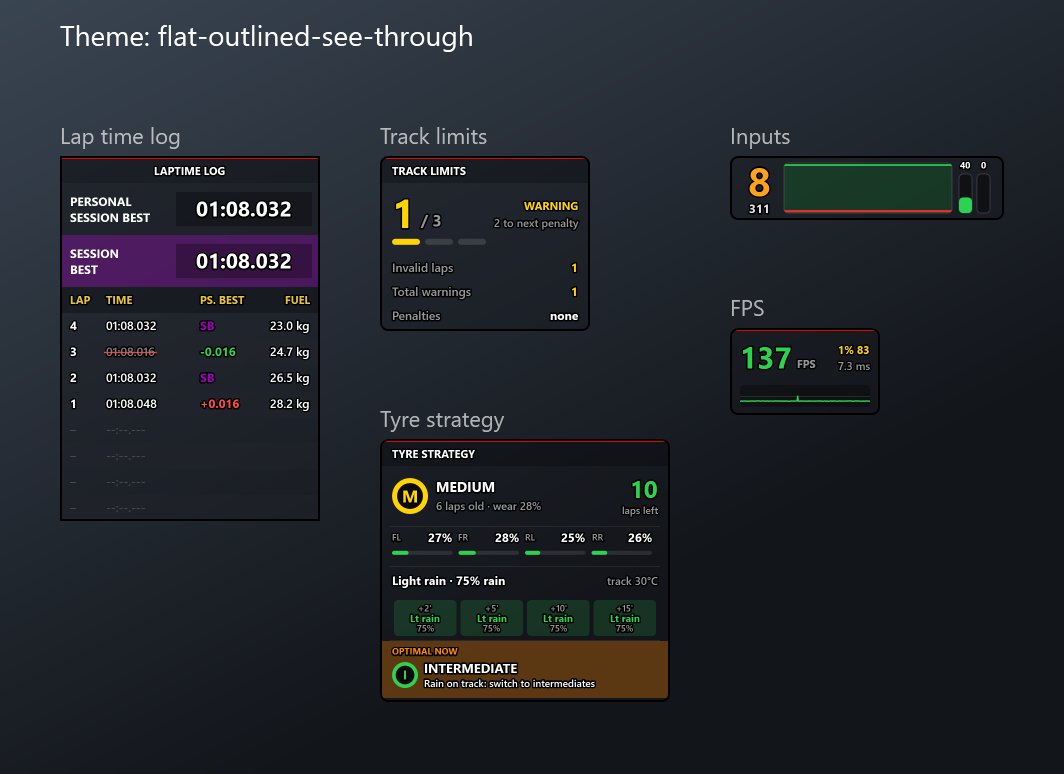 Theme: flat-outlined-see-through
Lap time log
LAPTIME LOG
PERSONAL
SESSION BEST
01:08.032
SESSION
BEST
01:08.032
LAP TIME PS. BEST FUEL
4 01:08.032 SB 23.0 kg
3 01:08.016 -0.016 24.7 kg
2 01:08.032 SB 26.5 kg
1 01:08.048 +0.016 28.2 kg
– --:--.---
– --:--.---
– --:--.---
– --:--.---
Track limits
TRACK LIMITS
1 / 3
WARNING
2 to next penalty
Invalid laps 1
Total warnings 1
Penalties none
Tyre strategy
TYRE STRATEGY
M
MEDIUM
6 laps old · wear 28%
10
laps left
FL 27% FR 28% RL 25% RR 26%
Light rain · 75% rain track 30°C
+2' +5' +10' +15'
Lt rain Lt rain Lt rain Lt rain
75% 75% 75% 75%
OPTIMAL NOW
I
INTERMEDIATE
Rain on track: switch to intermediates
Inputs
8
311
40 0
FPS
137 FPS
1% 83
7.3 ms